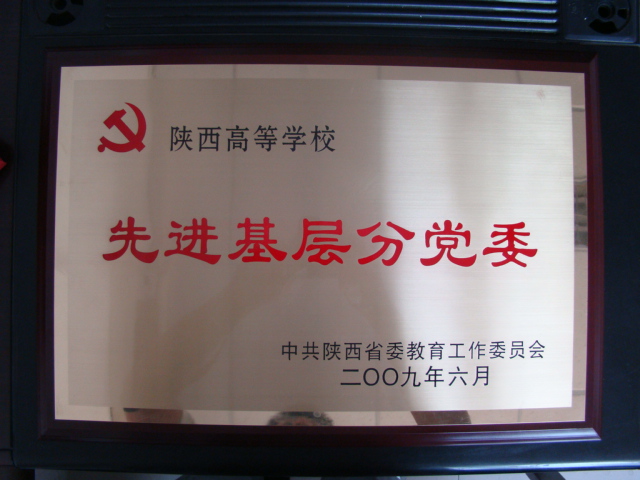 陕西高等学校
先进基层分党委
中共陕西省委教育工作委员会
二〇〇九年六月